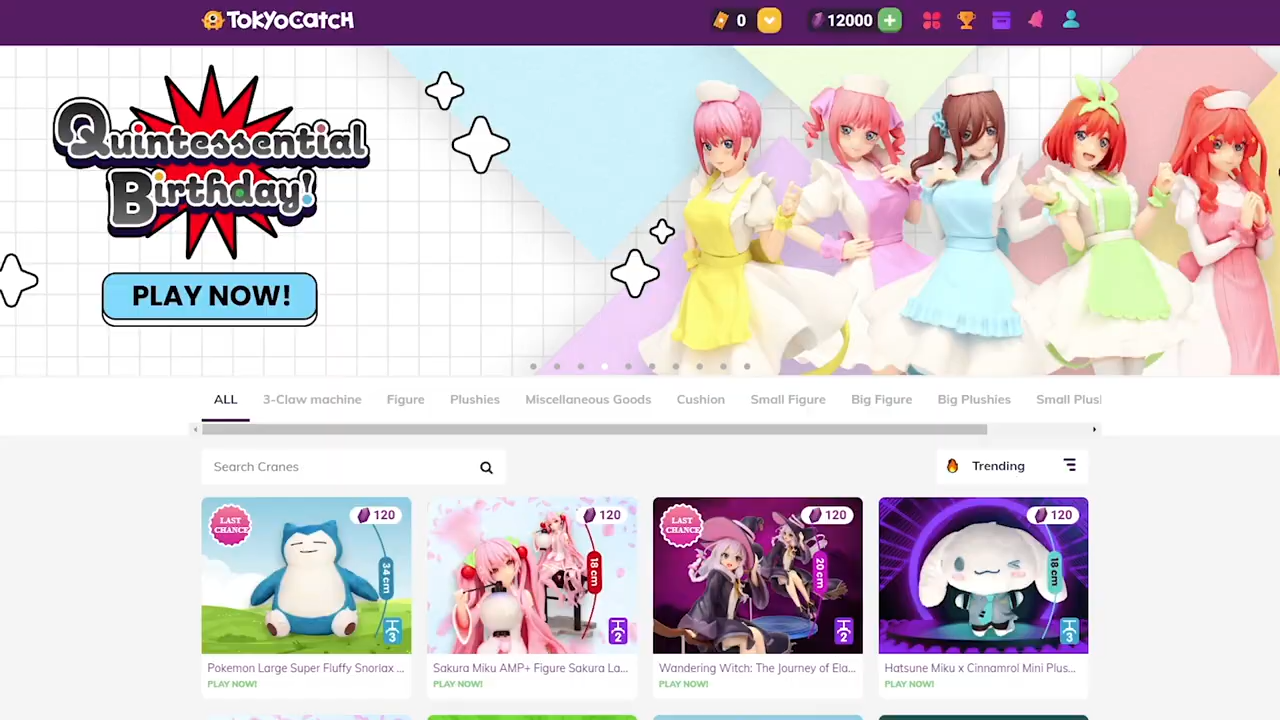 TOKYOCATCH
0
12000
Quintessential
Birthday!
PLAY NOW!
ALL
3-Claw machine
Figure
Plushies
Miscellaneous Goods
Cushion
Small Figure
Big Figure
Big Plushies
Small Plusl
Search Cranes
Trending
LAST
CHANCE
120
34 cm
3
Pokemon Large Super Fluffy Snorlax ...
PLAY NOW!
120
18 cm
2
Sakura Miku AMP+ Figure Sakura La...
PLAY NOW!
LAST
CHANCE
120
20 cm
2
Wandering Witch: The Journey of Ela...
PLAY NOW!
120
18 cm
3
Hatsune Miku x Cinnamrol Mini Plus...
PLAY NOW!